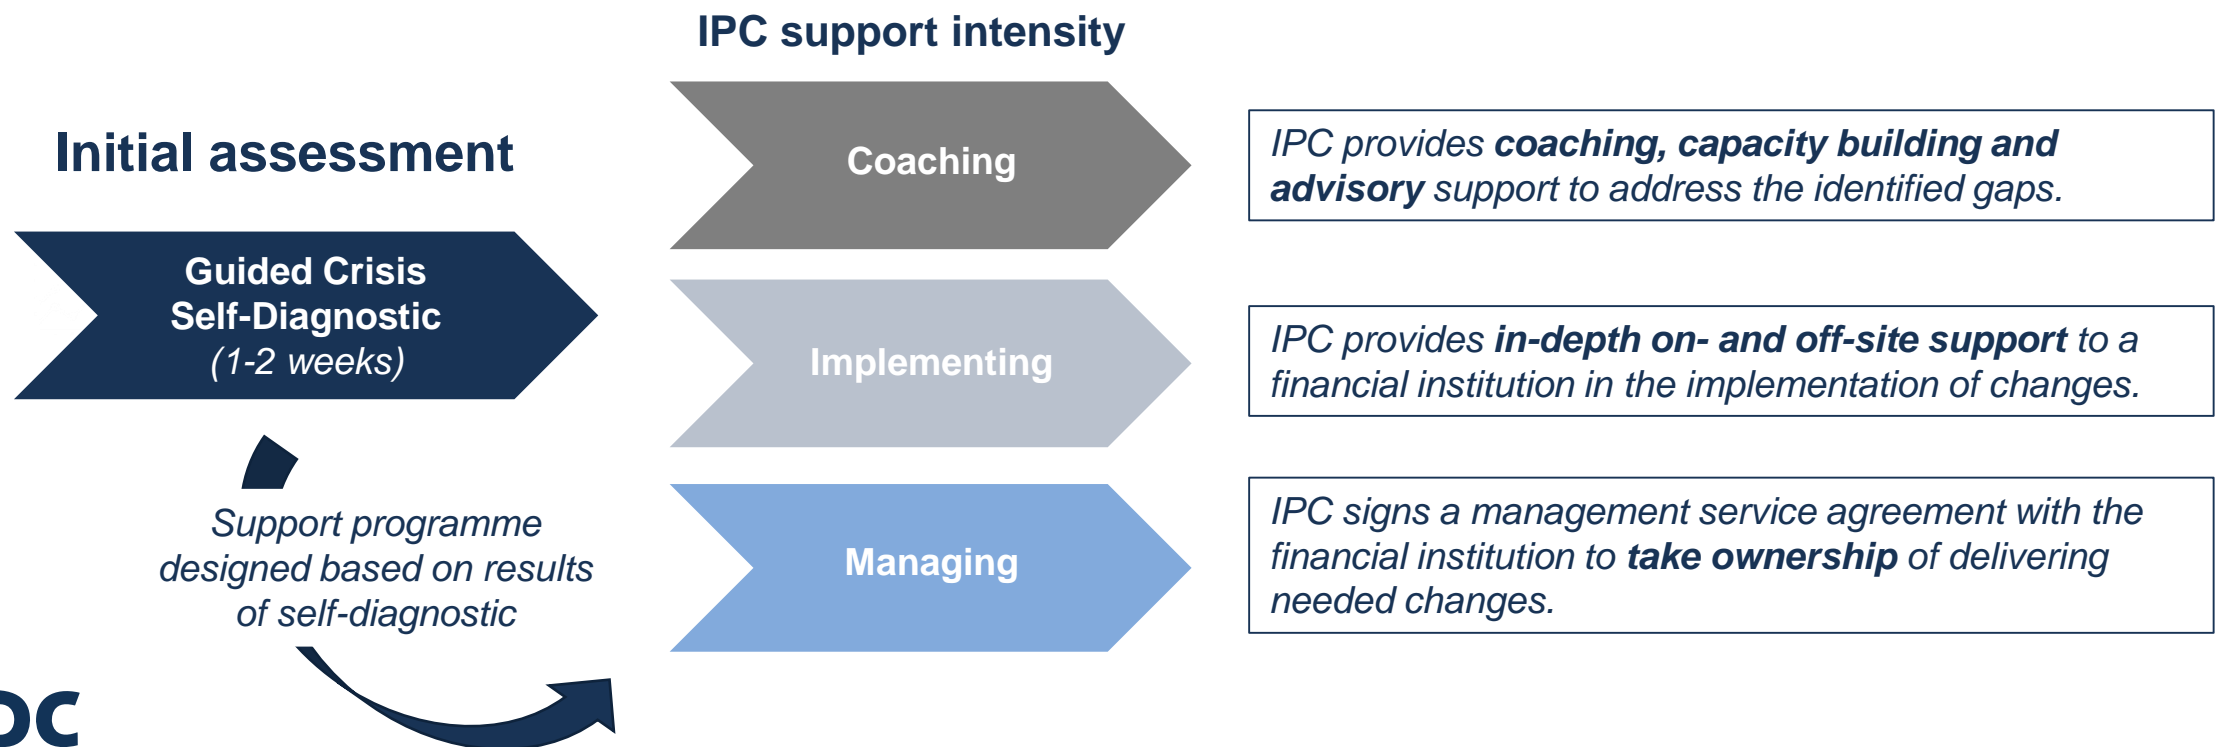 IPC support intensity
Initial assessment
Guided Crisis
Self-Diagnostic
(1-2 weeks)
Support programme
designed based on results
of self-diagnostic
Coaching
IPC provides coaching, capacity building and
advisory support to address the identified gaps.
Implementing
IPC provides in-depth on- and off-site support to a
financial institution in the implementation of changes.
Managing
IPC signs a management service agreement with the
financial institution to take ownership of delivering
needed changes.